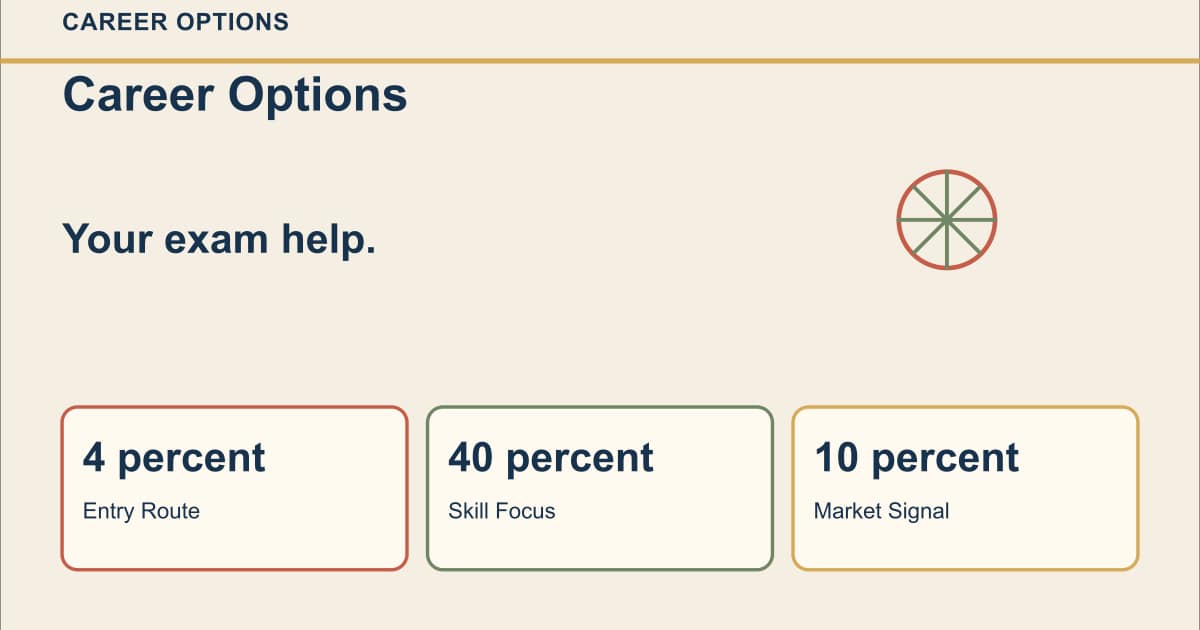 CAREER OPTIONS
Career Options
Your exam help.
4 percent
Entry Route
40 percent
Skill Focus
10 percent
Market Signal